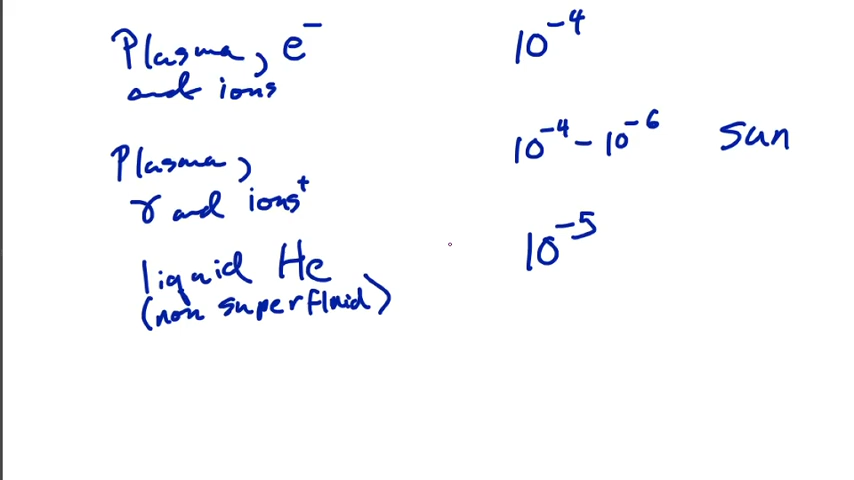 Plasma, e⁻ 10⁻⁴
and ions
Plasma, 10⁻⁴ - 10⁻⁶ sun
γ and ions⁺
liquid He 10⁻⁵
(non superfluid)